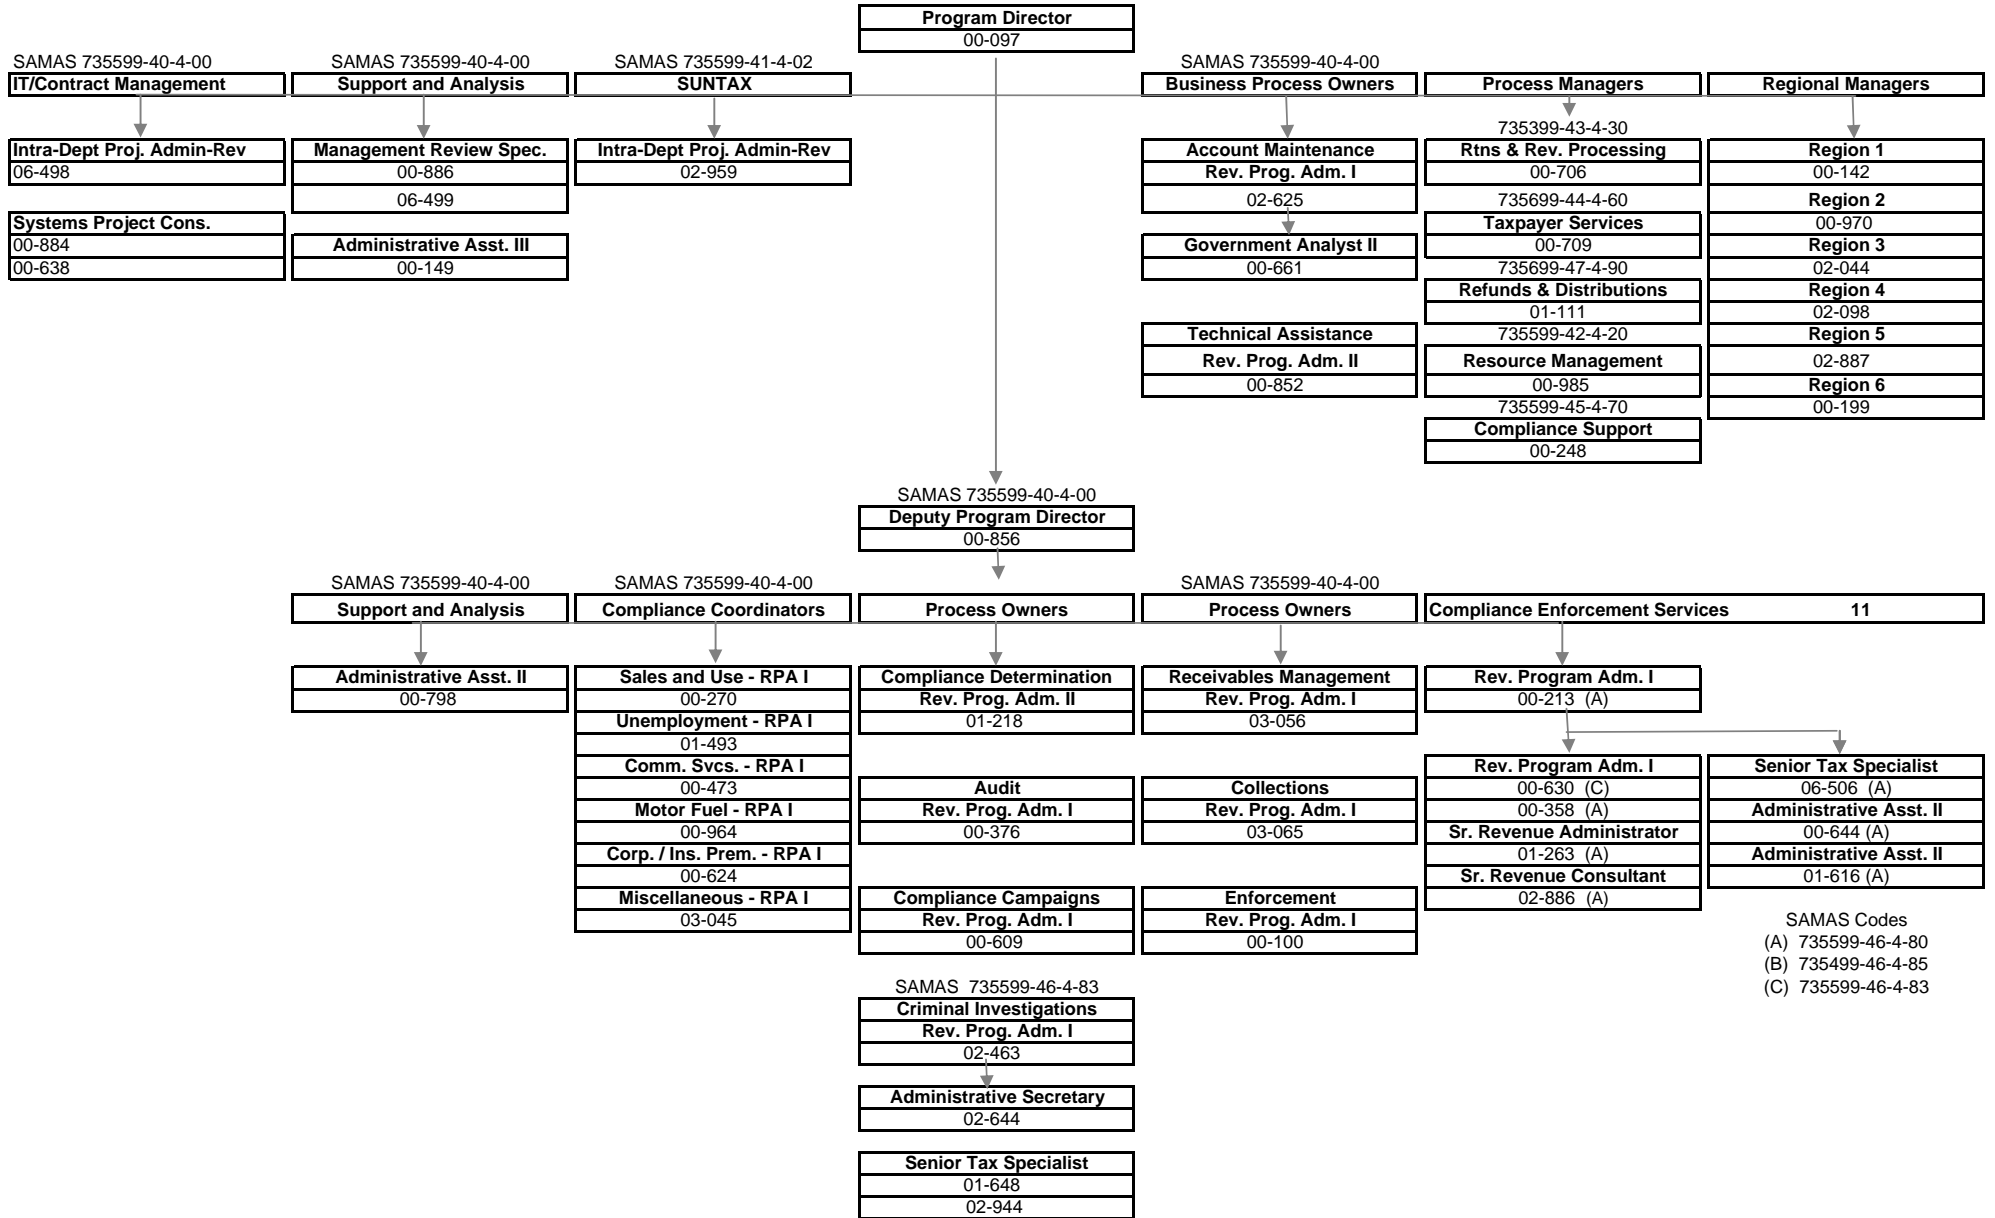 Program Director
00-097
SAMAS 735599-40-4-00
IT/Contract Management
Intra-Dept Proj. Admin-Rev
06-498
Systems Project Cons.
00-884
00-638
SAMAS 735599-40-4-00
Support and Analysis
Management Review Spec.
00-886
06-499
Administrative Asst. III
00-149
SAMAS 735599-41-4-02
SUNTAX
Intra-Dept Proj. Admin-Rev
02-959
SAMAS 735599-40-4-00
Business Process Owners
Account Maintenance
Rev. Prog. Adm. I
02-625
Government Analyst II
00-661
Technical Assistance
Rev. Prog. Adm. II
00-852
Process Managers
735399-43-4-30
Rtns & Rev. Processing
00-706
735699-44-4-60
Taxpayer Services
00-709
735699-47-4-90
Refunds & Distributions
01-111
735599-42-4-20
Resource Management
00-985
735599-45-4-70
Compliance Support
00-248
Regional Managers
Region 1
00-142
Region 2
00-970
Region 3
02-044
Region 4
02-098
Region 5
02-887
Region 6
00-199
SAMAS 735599-40-4-00
Deputy Program Director
00-856
SAMAS 735599-40-4-00
Support and Analysis
Administrative Asst. II
00-798
SAMAS 735599-40-4-00
Compliance Coordinators
Sales and Use - RPA I
00-270
Unemployment - RPA I
01-493
Comm. Svcs. - RPA I
00-473
Motor Fuel - RPA I
00-964
Corp. / Ins. Prem. - RPA I
00-624
Miscellaneous - RPA I
03-045
Process Owners
Compliance Determination
Rev. Prog. Adm. II
01-218
Audit
Rev. Prog. Adm. I
00-376
Compliance Campaigns
Rev. Prog. Adm. I
00-609
SAMAS 735599-46-4-83
Criminal Investigations
Rev. Prog. Adm. I
02-463
Administrative Secretary
02-644
Senior Tax Specialist
01-648
02-944
SAMAS 735599-40-4-00
Process Owners
Receivables Management
Rev. Prog. Adm. I
03-056
Collections
Rev. Prog. Adm. I
03-065
Enforcement
Rev. Prog. Adm. I
00-100
Compliance Enforcement Services 11
Rev. Program Adm. I
00-213 (A)
Rev. Program Adm. I
00-630 (C)
00-358 (A)
Sr. Revenue Administrator
01-263 (A)
Sr. Revenue Consultant
02-886 (A)
Senior Tax Specialist
06-506 (A)
Administrative Asst. II
00-644 (A)
Administrative Asst. II
01-616 (A)
SAMAS Codes
(A) 735599-46-4-80
(B) 735499-46-4-85
(C) 735599-46-4-83